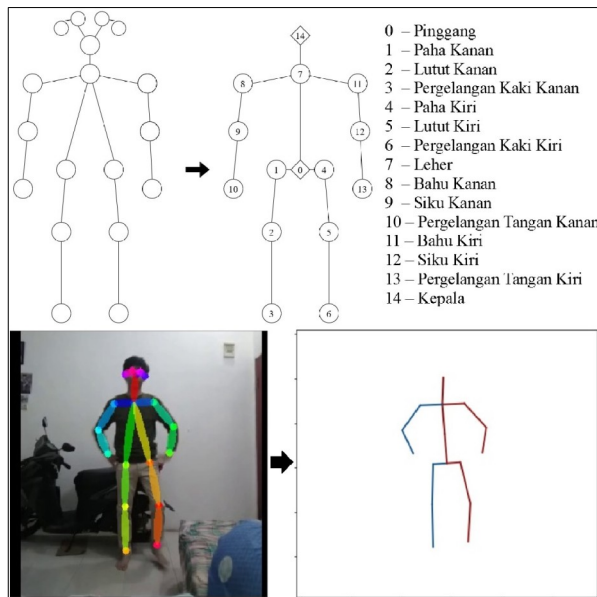 14
7
8
11
9
12
1
0
4
10
13
2
5
3
6
0 – Pinggang
1 – Paha Kanan
2 – Lutut Kanan
3 – Pergelangan Kaki Kanan
4 – Paha Kiri
5 – Lutut Kiri
6 – Pergelangan Kaki Kiri
7 – Leher
8 – Bahu Kanan
9 – Siku Kanan
10 – Pergelangan Tangan Kanan
11 – Bahu Kiri
12 – Siku Kiri
13 – Pergelangan Tangan Kiri
14 – Kepala